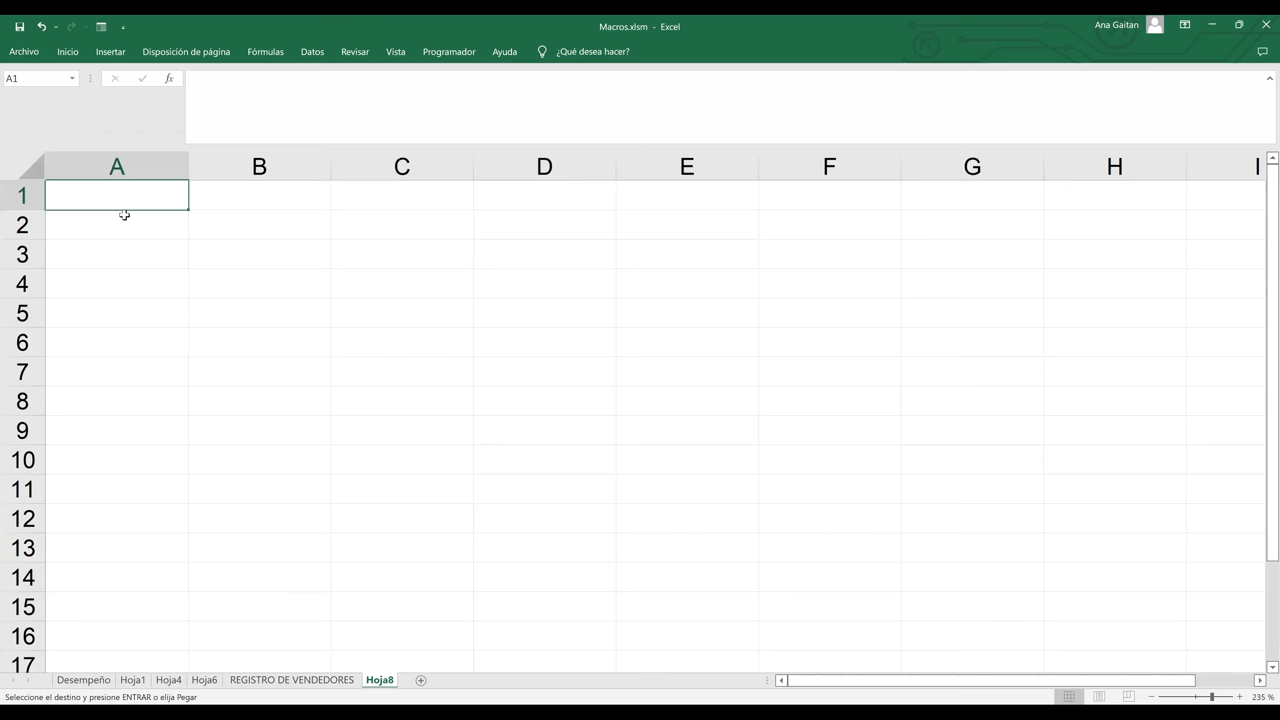 Macros.xlsm - Excel
Ana Gaitan
Archivo Inicio Insertar Disposición de página Fórmulas Datos Revisar Vista Programador Ayuda ¿Qué desea hacer?
A1 fx
A B C D E F G H I
1
2
3
4
5
6
7
8
9
10
11
12
13
14
15
16
17
Desempeño Hoja1 Hoja4 Hoja6 REGISTRO DE VENDEDORES Hoja8
Seleccione el destino y presione ENTRAR o elija Pegar
235 %